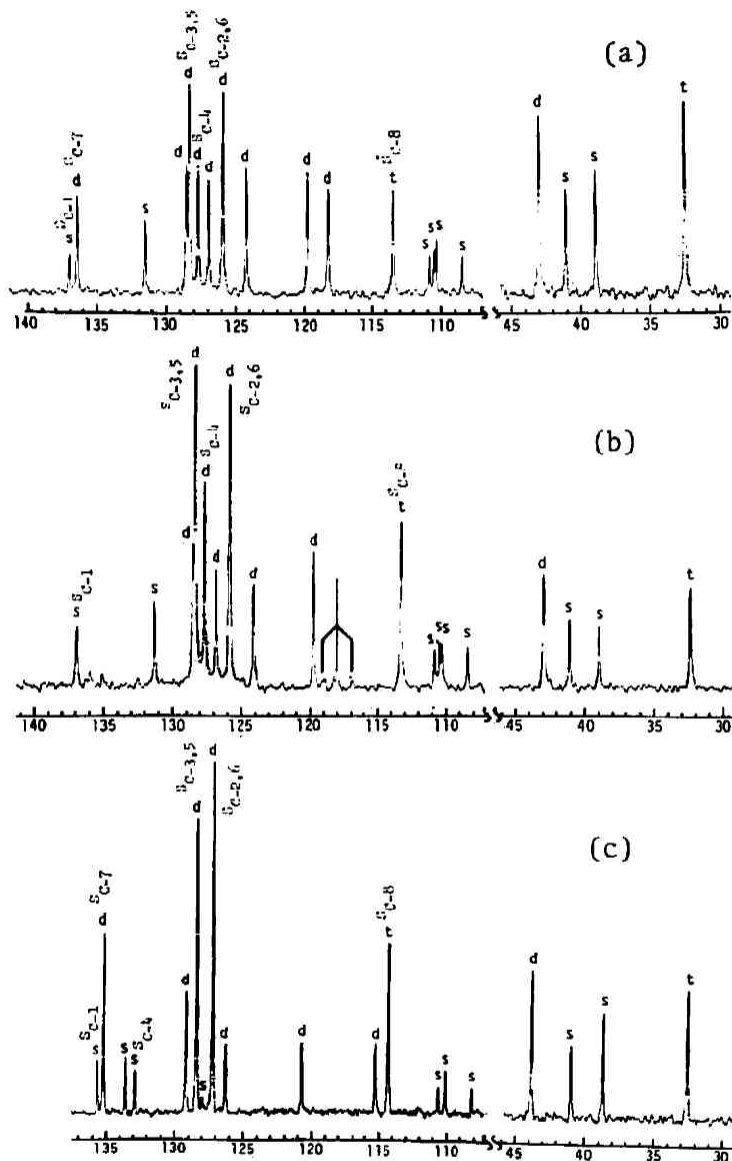 (a)
S C-1
S C-7
S C-3,5
S C-4
S C-2,6
S C-8
s d s d d d d d d d d t s s s s
d s s t
140 135 130 125 120 115 110 45 40 35 30
(b)
S C-1
S C-3,5
S C-4
S C-2,6
s s d d d d d d d t s s s s
d s s t
140 135 130 125 120 115 110 45 40 35 30
(c)
S C-1
S C-7
S C-4
S C-3,5
S C-2,6
S C-8
s d s s d d s d d d d t s s s
d s s t
135 130 125 120 115 110 45 40 35 30